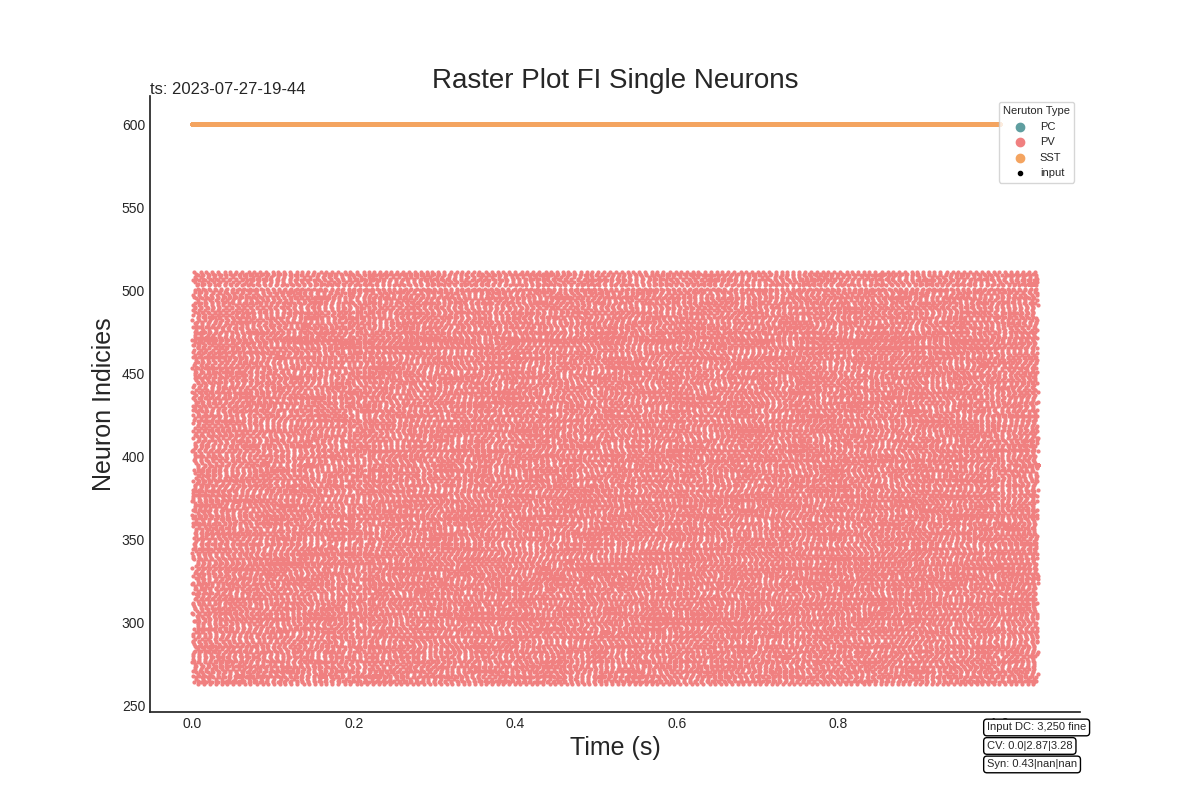 Raster Plot FI Single Neurons
ts: 2023-07-27-19-44
Neruton Type
PC
PV
SST
input
600
550
500
450
400
350
300
250
Neuron Indicies
0.0 0.2 0.4 0.6 0.8
Time (s)
Input DC: 3,250 fine
CV: 0.0|2.87|3.28
Syn: 0.43|nan|nan